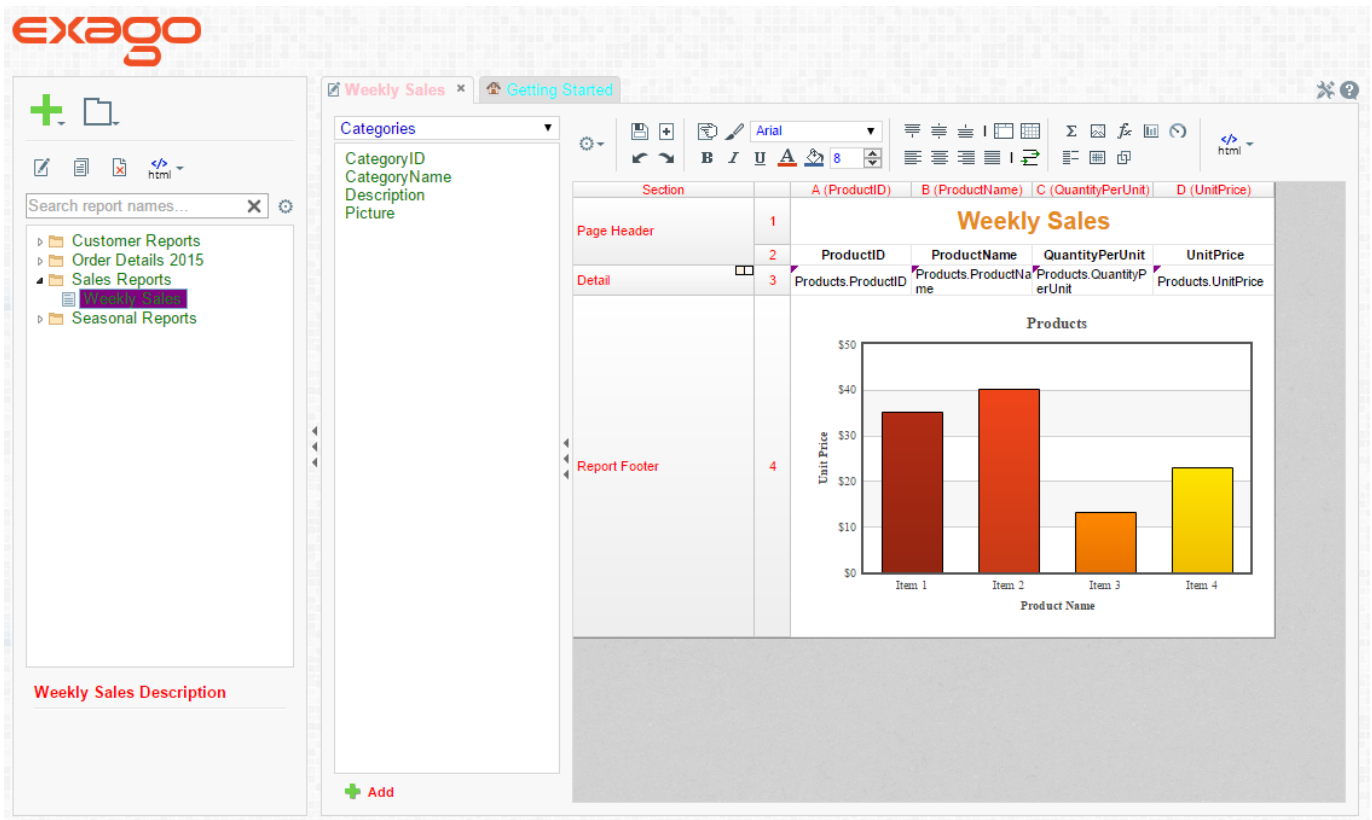 exago
Weekly Sales ×
Getting Started
html
Search report names...
Customer Reports
Order Details 2015
Sales Reports
Weekly Sales
Seasonal Reports
Weekly Sales Description
Categories
CategoryID
CategoryName
Description
Picture
Add
Arial
B I U A 8
Σ fx
html
Section A (ProductID) B (ProductName) C (QuantityPerUnit) D (UnitPrice)
Page Header 1 Weekly Sales
2 ProductID ProductName QuantityPerUnit UnitPrice
Detail 3 Products.ProductID Products.ProductNa Products.QuantityP Products.UnitPrice
me erUnit
Report Footer 4
Products
$50
$40
$30
$20
$10
$0
Unit Price
Item 1 Item 2 Item 3 Item 4
Product Name